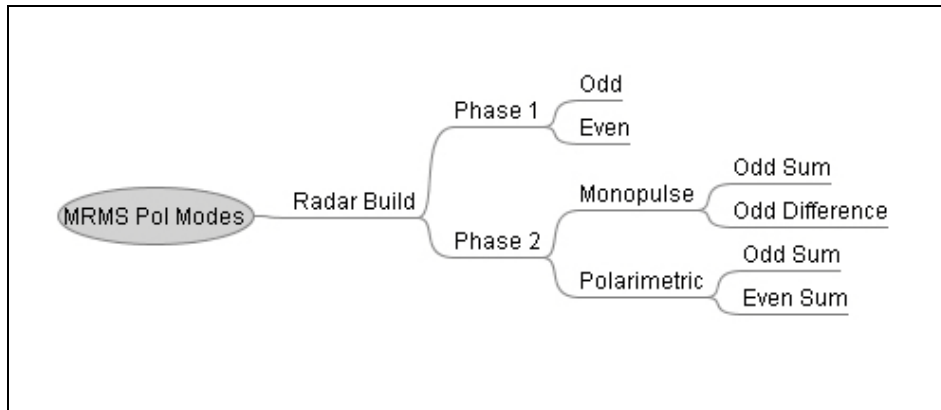 MRMS Pol Modes
Radar Build
Phase 1
Odd
Even
Phase 2
Monopulse
Odd Sum
Odd Difference
Polarimetric
Odd Sum
Even Sum